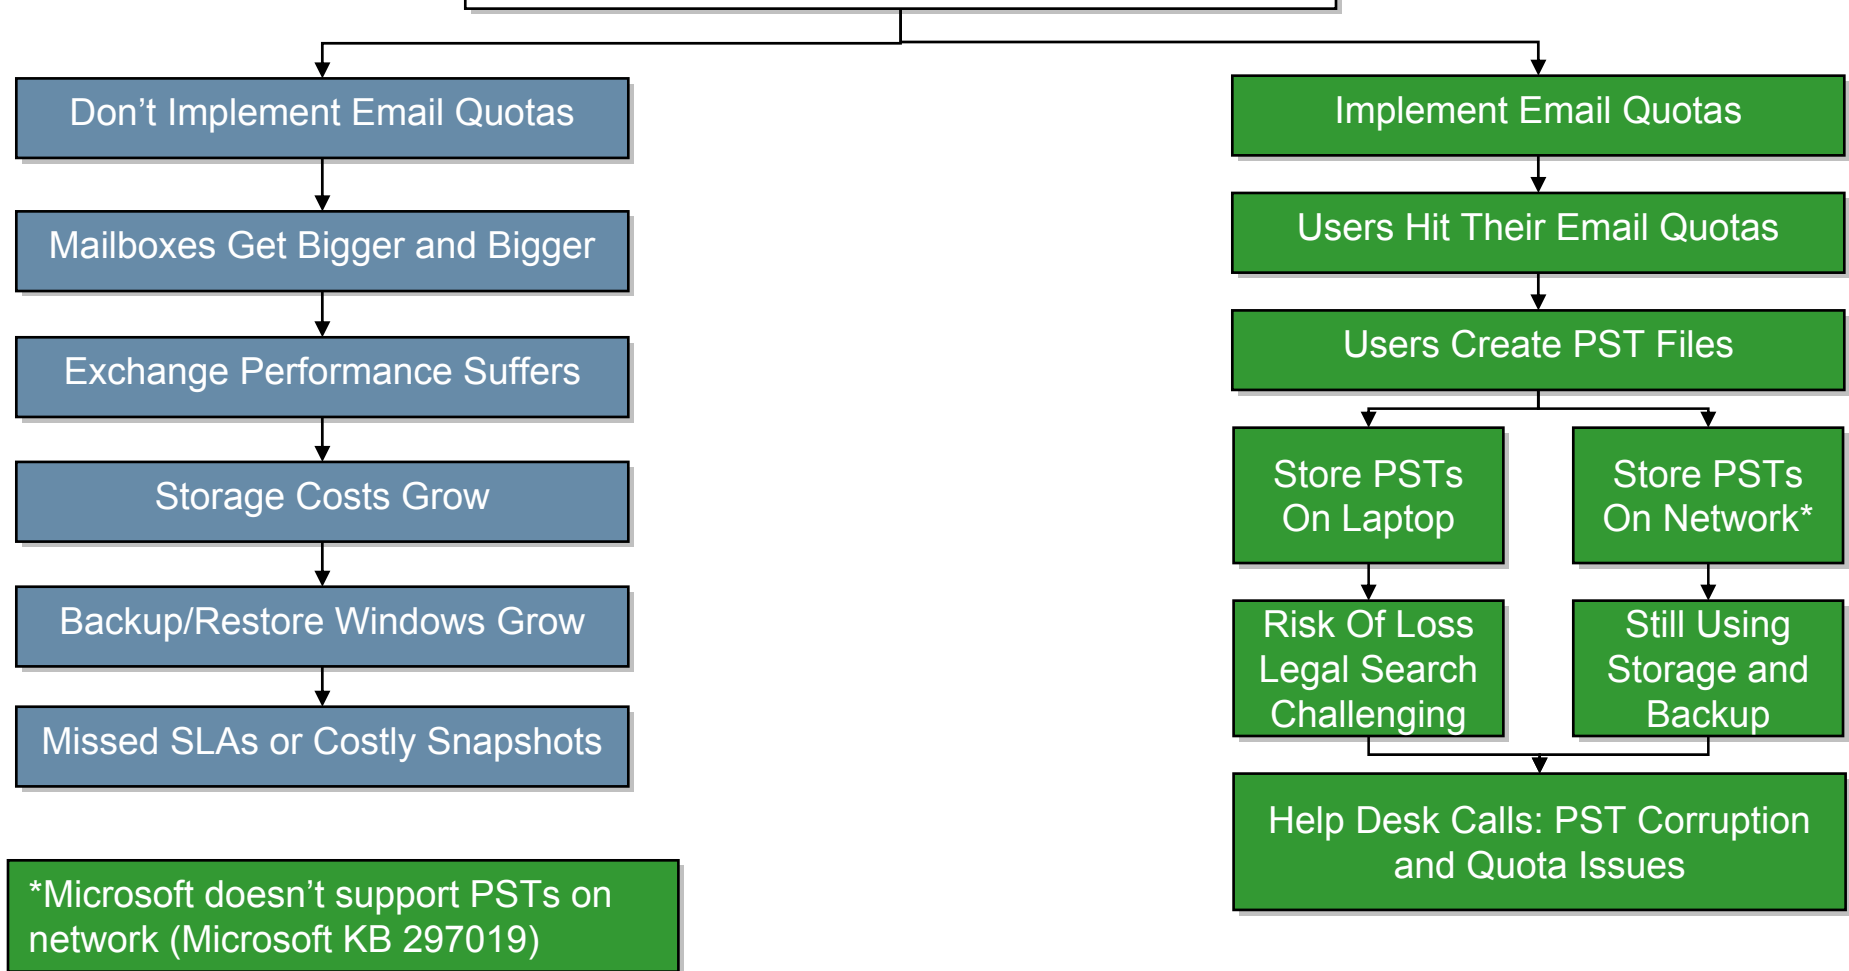 Don’t Implement Email Quotas
Mailboxes Get Bigger and Bigger
Exchange Performance Suffers
Storage Costs Grow
Backup/Restore Windows Grow
Missed SLAs or Costly Snapshots
Implement Email Quotas
Users Hit Their Email Quotas
Users Create PST Files
Store PSTs
On Laptop
Store PSTs
On Network*
Risk Of Loss
Legal Search
Challenging
Still Using
Storage and
Backup
Help Desk Calls: PST Corruption
and Quota Issues
*Microsoft doesn’t support PSTs on
network (Microsoft KB 297019)